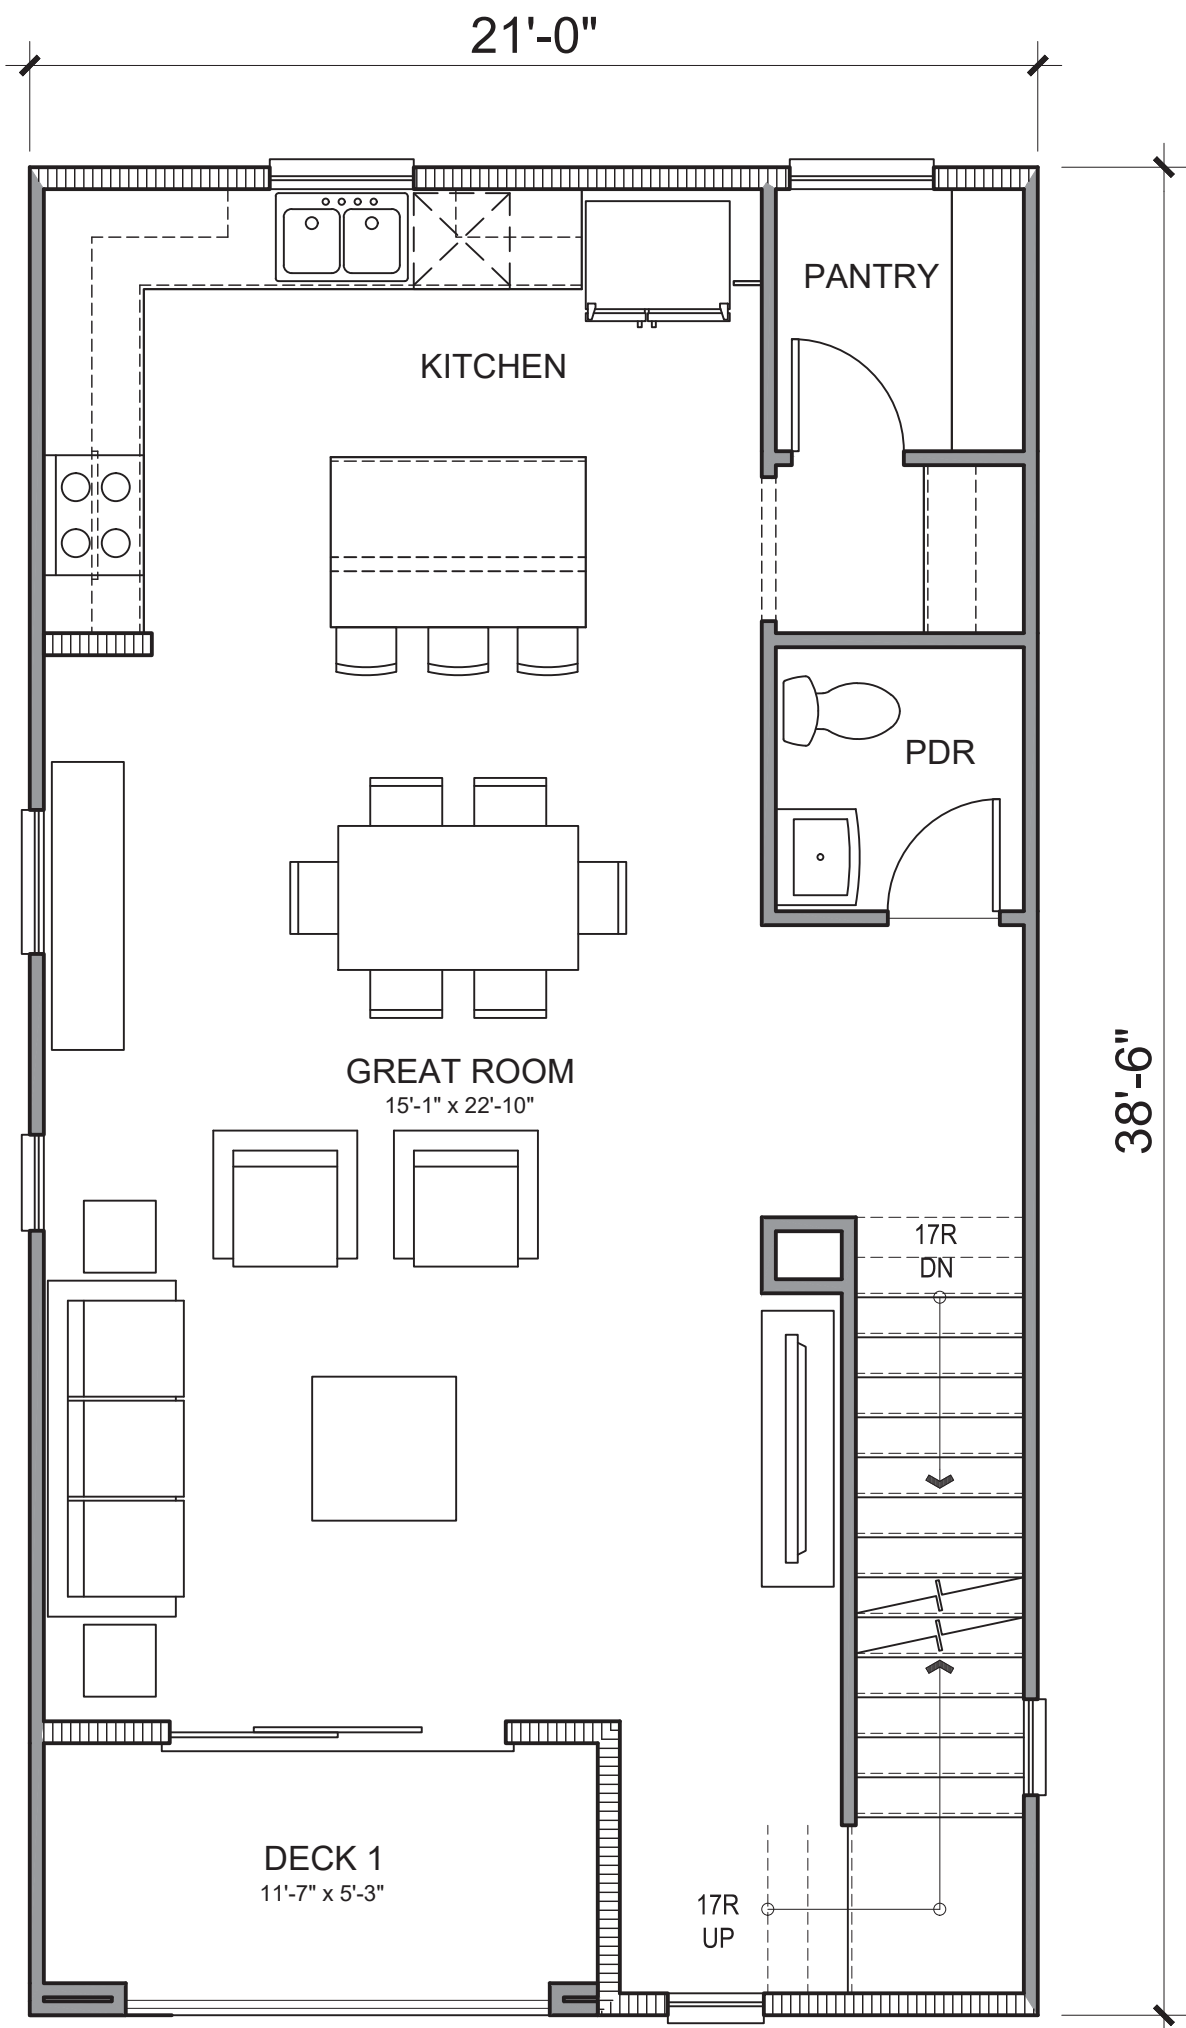 21'-0"
PANTRY
KITCHEN
PDR
38'-6"
GREAT ROOM
15'-1" x 22'-10"
17R
DN
DECK 1
11'-7" x 5'-3"
17R
UP